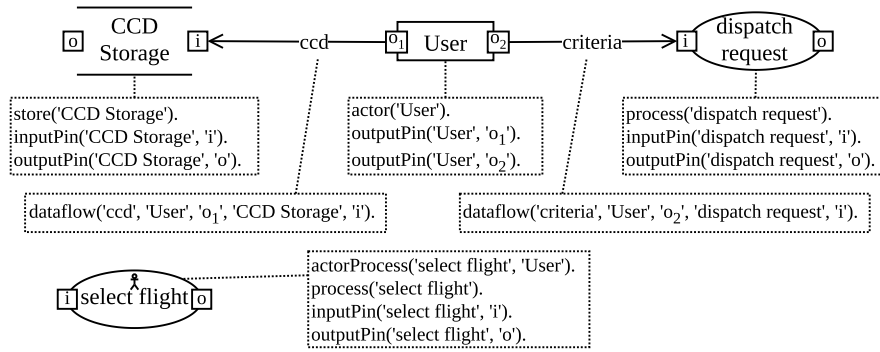 CCD
Storage
o
i
ccd
o1
User
o2
criteria
i
dispatch
request
o
store('CCD Storage').
inputPin('CCD Storage', 'i').
outputPin('CCD Storage', 'o').
actor('User').
outputPin('User', 'o1').
outputPin('User', 'o2').
process('dispatch request').
inputPin('dispatch request', 'i').
outputPin('dispatch request', 'o').
dataflow('ccd', 'User', 'o1', 'CCD Storage', 'i').
dataflow('criteria', 'User', 'o2', 'dispatch request', 'i').
i
select flight
o
actorProcess('select flight', 'User').
process('select flight').
inputPin('select flight', 'i').
outputPin('select flight', 'o').